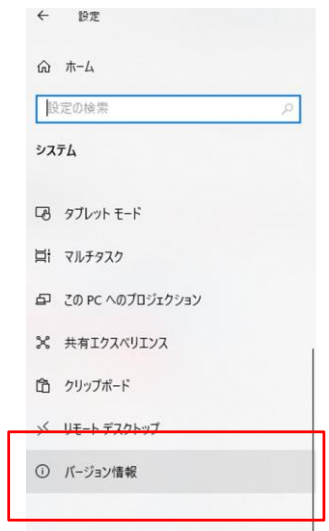 設定
ホーム
設定の検索
システム
タブレット モード
マルチタスク
この PC へのプロジェクション
共有エクスペリエンス
クリップボード
リモート デスクトップ
バージョン情報